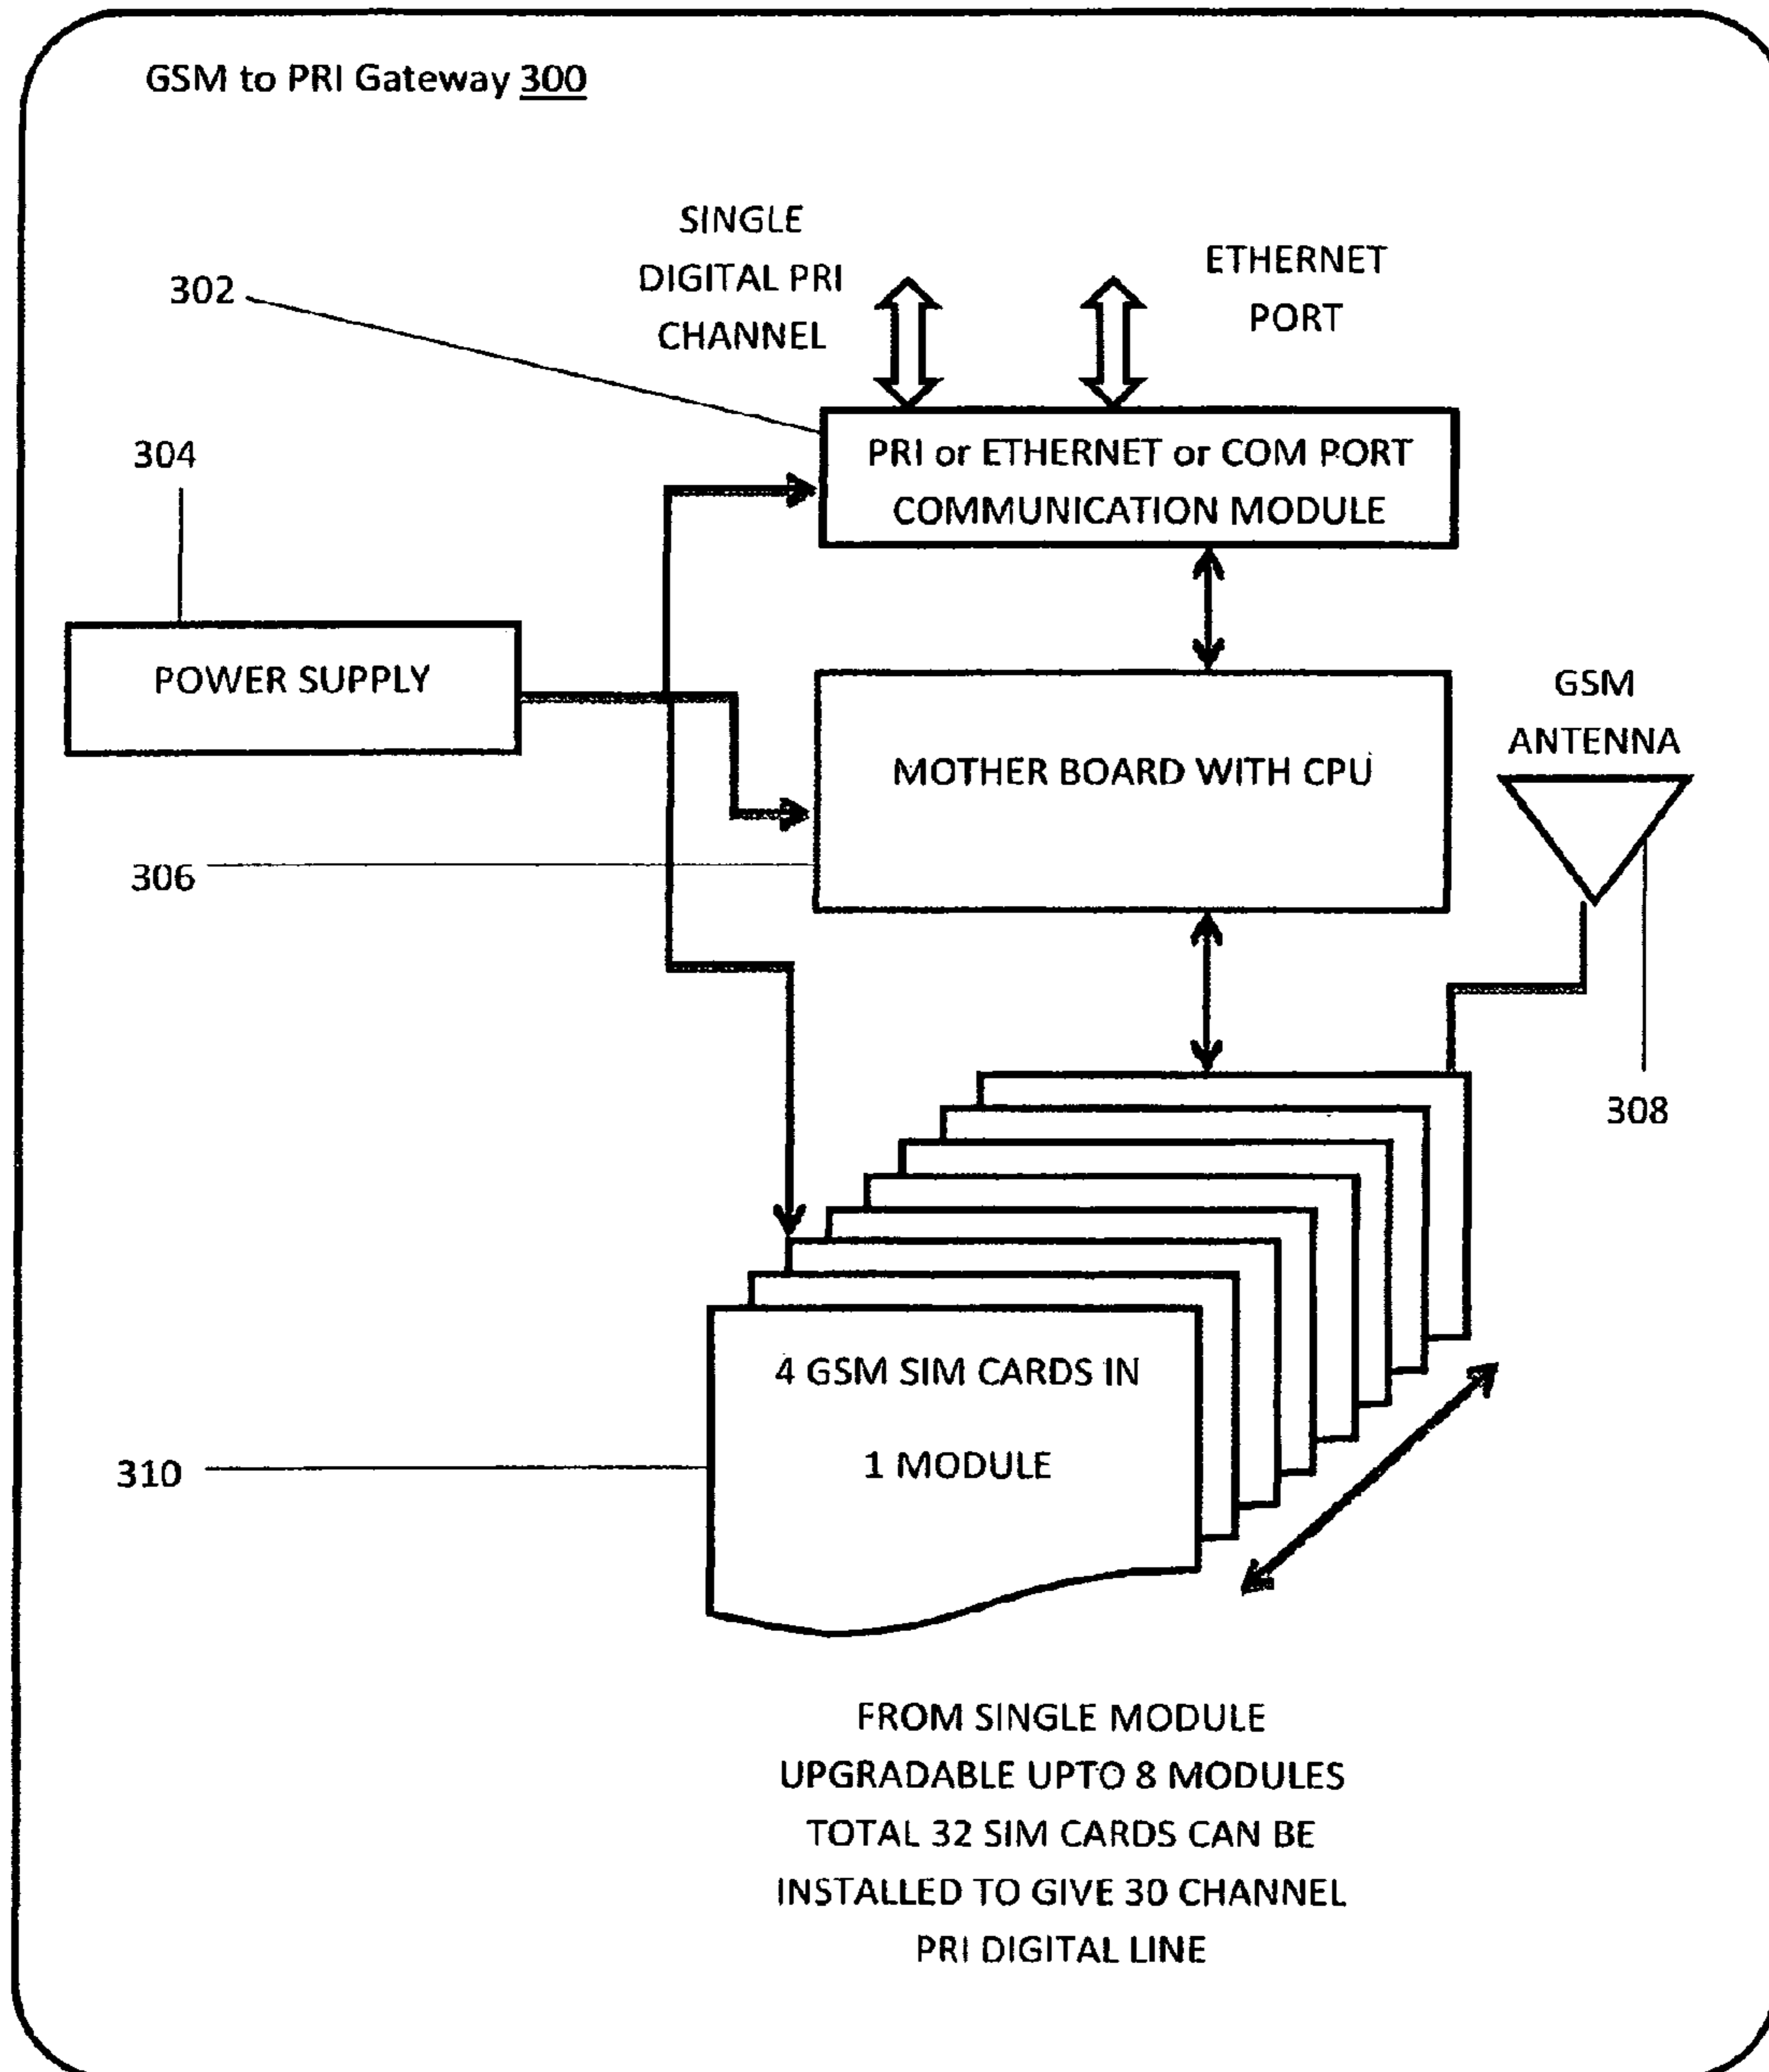 GSM to PRI Gateway 300
SINGLE
DIGITAL PRI
CHANNEL
ETHERNET
PORT
302
PRI or ETHERNET or COM PORT
COMMUNICATION MODULE
304
POWER SUPPLY
MOTHER BOARD WITH CPU
GSM
ANTENNA
306
308
4 GSM SIM CARDS IN
1 MODULE
310
FROM SINGLE MODULE
UPGRADABLE UPTO 8 MODULES
TOTAL 32 SIM CARDS CAN BE
INSTALLED TO GIVE 30 CHANNEL
PRI DIGITAL LINE